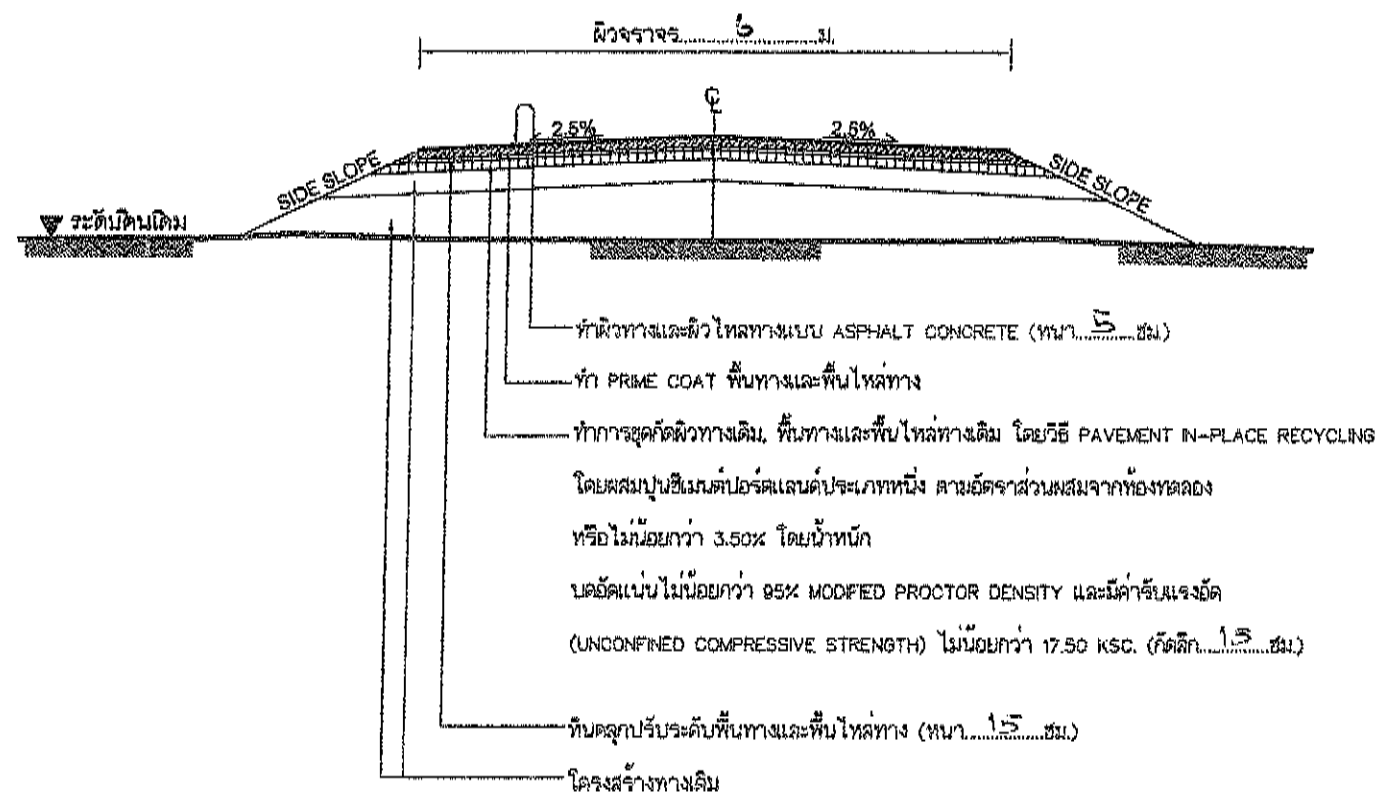 ผิวจราจร 6 ม.
℄
2.5% 2.5%
SIDE SLOPE SIDE SLOPE
ระดับดินเดิม
ทำผิวทางและผิวไหล่ทางแบบ ASPHALT CONCRETE (หนา 5 ซม.)
ทำ PRIME COAT พื้นทางและพื้นไหล่ทาง
ทำการขุดกัดผิวทางเดิม, พื้นทางและพื้นไหล่ทางเดิม โดยวิธี PAVEMENT IN-PLACE RECYCLING
โดยผสมปูนซีเมนต์ปอร์ตแลนด์ประเภทหนึ่ง ตามอัตราส่วนผสมจากห้องทดลอง
หรือไม่น้อยกว่า 3.50% โดยน้ำหนัก
บดอัดแน่นไม่น้อยกว่า 95% MODIFIED PROCTOR DENSITY และมีค่ารับแรงอัด
(UNCONFINED COMPRESSIVE STRENGTH) ไม่น้อยกว่า 17.50 KSC. (กัดลึก 15 ซม.)
หินคลุกปรับระดับพื้นทางและพื้นไหล่ทาง (หนา 15 ซม.)
โครงสร้างทางเดิม